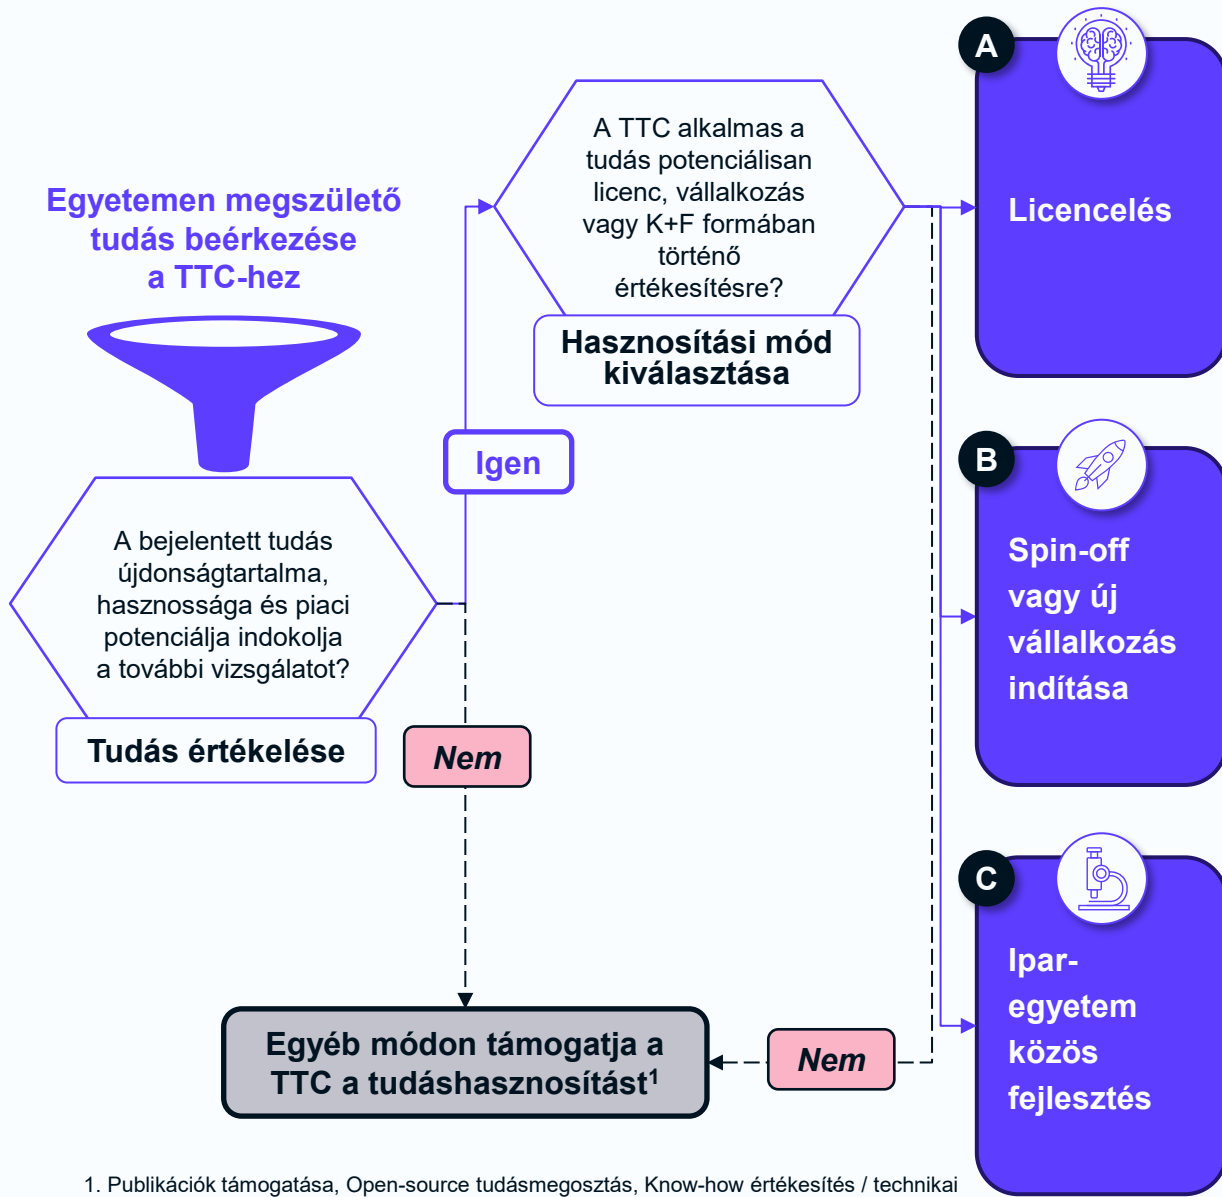 Egyetemen megszülető
tudás beérkezése
a TTC-hez
A bejelentett tudás
újdonságtartalma,
hasznossága és piaci
potenciálja indokolja
a további vizsgálatot?
Tudás értékelése
Igen
Nem
A TTC alkalmas a
tudás potenciálisan
licenc, vállalkozás
vagy K+F formában
történő
értékesítésre?
Hasznosítási mód
kiválasztása
A
Licencelés
B
Spin-off
vagy új
vállalkozás
indítása
C
Ipar-
egyetem
közös
fejlesztés
Nem
Egyéb módon támogatja a
TTC a tudáshasznosítást¹
1. Publikációk támogatása, Open-source tudásmegosztás, Know-how értékesítés / technikai